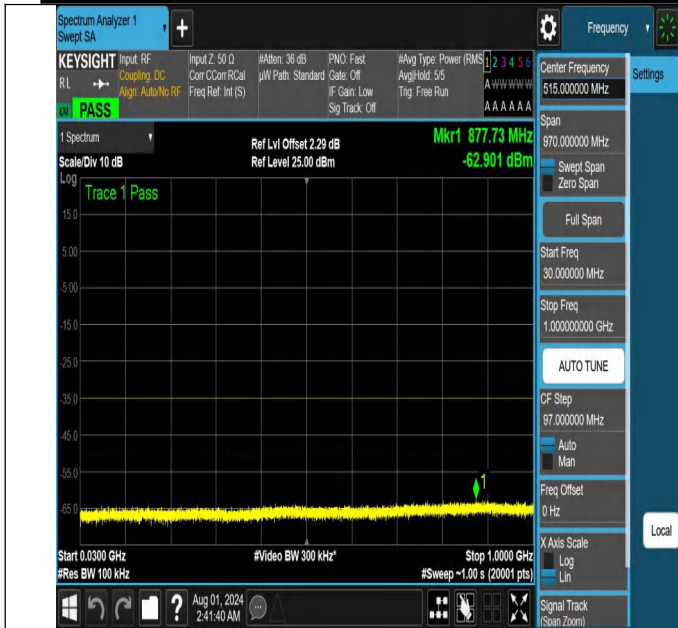 Spectrum Analyzer 1
Swept SA
+
Frequency
KEYSIGHT
RL
LXI
PASS
Input: RF
Coupling: DC
Align: Auto/No RF
Input Z: 50 Ω
Corr CCorr RCal
Freq Ref: Int (S)
#Atten: 36 dB
µW Path: Standard
PNO: Fast
Gate: Off
IF Gain: Low
Sig Track: Off
#Avg Type: Power (RMS
Avg|Hold: 5/5
Trig: Free Run
1 2 3 4 5 6
A W W W W W
A A A A A A
1 Spectrum
Scale/Div 10 dB
Log
Ref Lvl Offset 2.29 dB
Ref Level 25.00 dBm
Mkr1 877.73 MHz
-62.901 dBm
Trace 1 Pass
15.0
5.00
-5.00
-15.0
-25.0
-35.0
-45.0
-55.0
-65.0
1
Start 0.0300 GHz
#Res BW 100 kHz
#Video BW 300 kHz*
Stop 1.0000 GHz
#Sweep ~1.00 s (20001 pts)
?
Aug 01, 2024
2:41:40 AM
Center Frequency
515.000000 MHz
Span
970.000000 MHz
Swept Span
Zero Span
Full Span
Start Freq
30.000000 MHz
Stop Freq
1.000000000 GHz
AUTO TUNE
CF Step
97.000000 MHz
Auto
Man
Freq Offset
0 Hz
X Axis Scale
Log
Lin
Signal Track
(Span Zoom)
Settings
Local